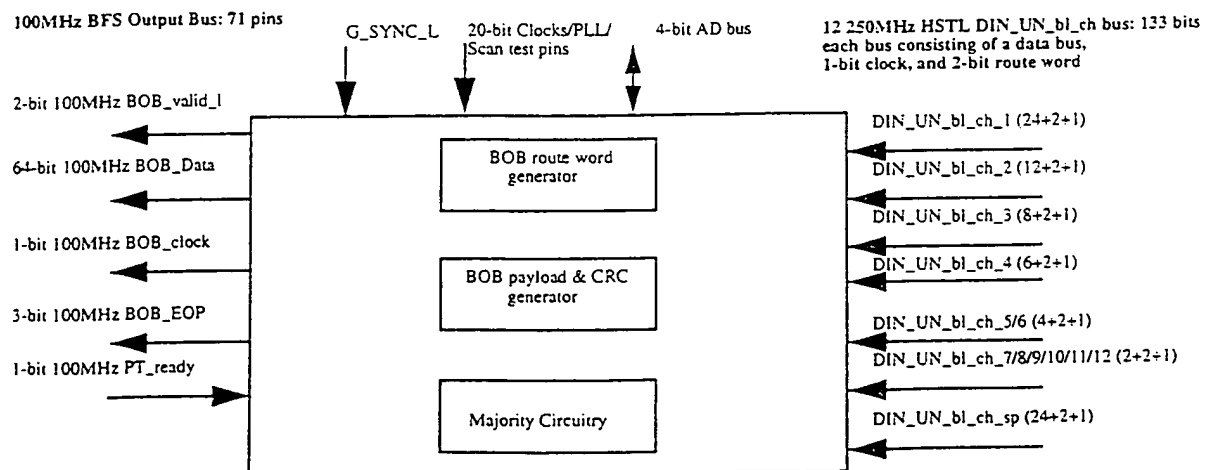 100MHz BFS Output Bus: 71 pins
G_SYNC_L
20-bit Clocks/PLL/
Scan test pins
4-bit AD bus
12 250MHz HSTL DIN_UN_bl_ch bus: 133 bits
each bus consisting of a data bus,
1-bit clock, and 2-bit route word
2-bit 100MHz BOB_valid_l
64-bit 100MHz BOB_Data
1-bit 100MHz BOB_clock
3-bit 100MHz BOB_EOP
1-bit 100MHz PT_ready
BOB route word
generator
BOB payload & CRC
generator
Majority Circuitry
DIN_UN_bl_ch_1 (24+2+1)
DIN_UN_bl_ch_2 (12+2+1)
DIN_UN_bl_ch_3 (8+2+1)
DIN_UN_bl_ch_4 (6+2+1)
DIN_UN_bl_ch_5/6 (4+2+1)
DIN_UN_bl_ch_7/8/9/10/11/12 (2+2+1)
DIN_UN_bl_ch_sp (24+2+1)